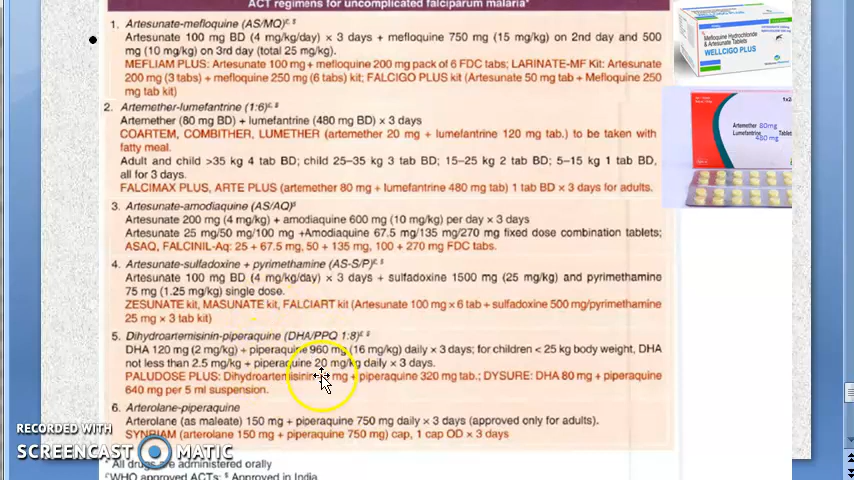 ACT regimens for uncomplicated falciparum malaria*
1. Artesunate-mefloquine (AS/MQ)£ $
Artesunate 100 mg BD (4 mg/kg/day) × 3 days + mefloquine 750 mg (15 mg/kg) on 2nd day and 500
mg (10 mg/kg) on 3rd day (total 25 mg/kg).
MEFLIAM PLUS: Artesunate 100 mg + mefloquine 200 mg pack of 6 FDC tabs; LARINATE-MF Kit: Artesunate
200 mg (3 tabs) + mefloquine 250 mg (6 tabs) kit; FALCIGO PLUS kit (Artesunate 50 mg tab + Mefloquine 250
mg tab kit)
2. Artemether-lumefantrine (1:6)£ $
Artemether (80 mg BD) + lumefantrine (480 mg BD) × 3 days
COARTEM, COMBITHER, LUMETHER (artemether 20 mg + lumefantrine 120 mg tab.) to be taken with
fatty meal.
Adult and child >35 kg 4 tab BD; child 25–35 kg 3 tab BD; 15–25 kg 2 tab BD; 5–15 kg 1 tab BD,
all for 3 days.
FALCIMAX PLUS, ARTE PLUS (artemether 80 mg + lumefantrine 480 mg tab) 1 tab BD × 3 days for adults.
3. Artesunate-amodiaquine (AS/AQ)£
Artesunate 200 mg (4 mg/kg) + amodiaquine 600 mg (10 mg/kg) per day × 3 days
Artesunate 25 mg/50 mg/100 mg +Amodiaquine 67.5 mg/135 mg/270 mg fixed dose combination tablets;
ASAQ, FALCINIL-Aq: 25 + 67.5 mg, 50 + 135 mg, 100 + 270 mg FDC tabs.
4. Artesunate-sulfadoxine + pyrimethamine (AS-S/P)£ $
Artesunate 100 mg BD (4 mg/kg/day) × 3 days + sulfadoxine 1500 mg (25 mg/kg) and pyrimethamine
75 mg (1.25 mg/kg) single dose.
ZESUNATE kit, MASUNATE kit, FALCIART kit (Artesunate 100 mg × 6 tab + sulfadoxine 500 mg/pyrimethamine
25 mg × 3 tab kit)
5. Dihydroartemisinin-piperaquine (DHA/PPQ 1:8)£ $
DHA 120 mg (2 mg/kg) + piperaquine 960 mg (16 mg/kg) daily × 3 days; for children < 25 kg body weight, DHA
not less than 2.5 mg/kg + piperaquine 20 mg/kg daily × 3 days.
PALUDOSE PLUS: Dihydroartemisinin mg + piperaquine 320 mg tab.; DYSURE: DHA 80 mg + piperaquine
640 mg per 5 ml suspension.
6. Arterolane-piperaquine
Arterolane (as maleate) 150 mg + piperaquine 750 mg daily × 3 days (approved only for adults).
SYNRIAM (arterolane 150 mg + piperaquine 750 mg) cap, 1 cap OD × 3 days
* All drugs are administered orally
£ WHO approved ACTs; $ Approved in India
Mefloquine Hydrochloride
& Artesunate Tablets
WELLCIGO PLUS
Artemether 80mg
Lumefantrine 480 mg Tablets
RECORDED WITH
SCREENCAST MATIC